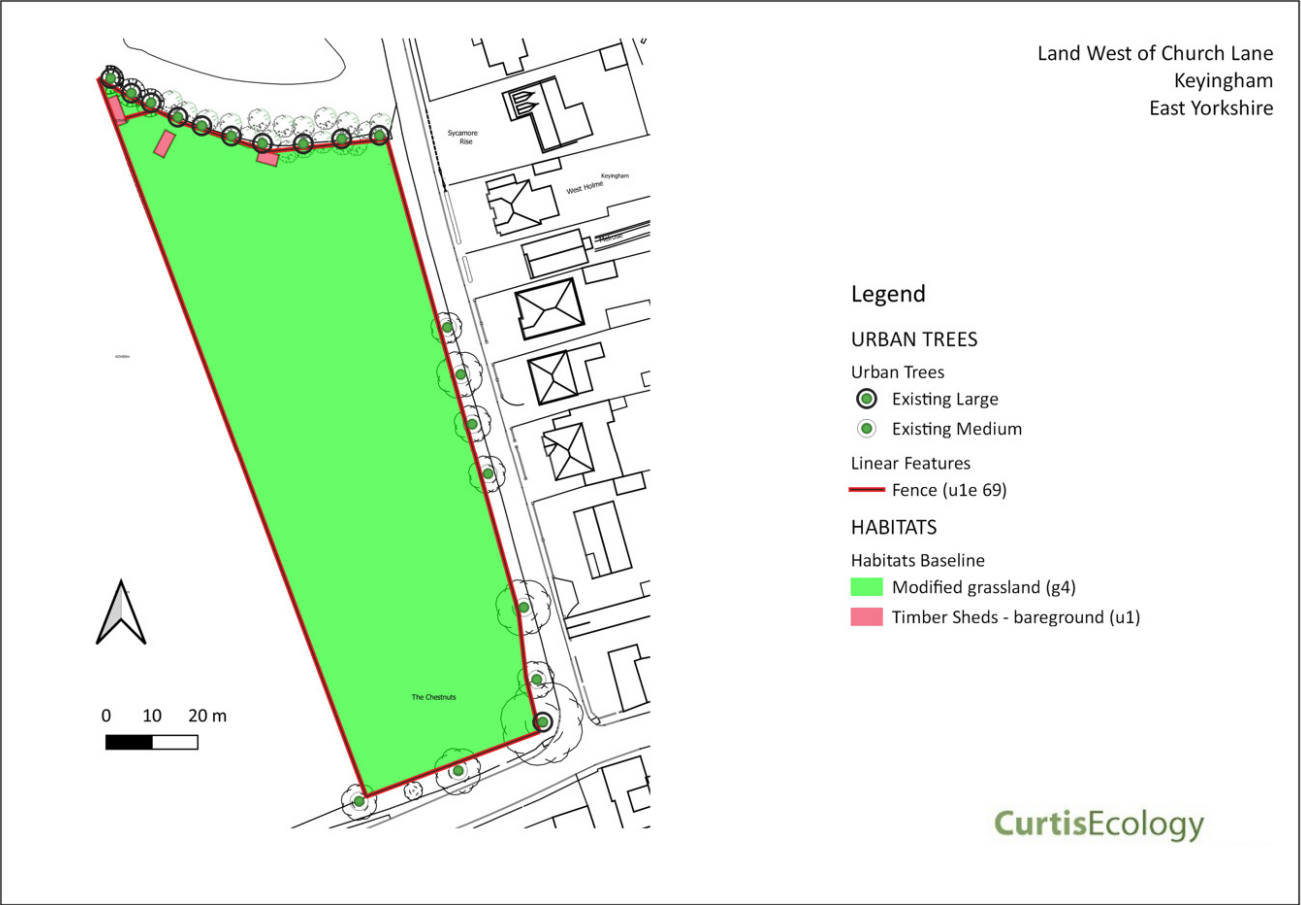 Land West of Church Lane
Keyingham
East Yorkshire
Sycamore
Rise
Keyingham
West Holme
The Chestnuts
0 10 20 m
Legend
URBAN TREES
Urban Trees
Existing Large
Existing Medium
Linear Features
Fence (u1e 69)
HABITATS
Habitats Baseline
Modified grassland (g4)
Timber Sheds - bareground (u1)
CurtisEcology